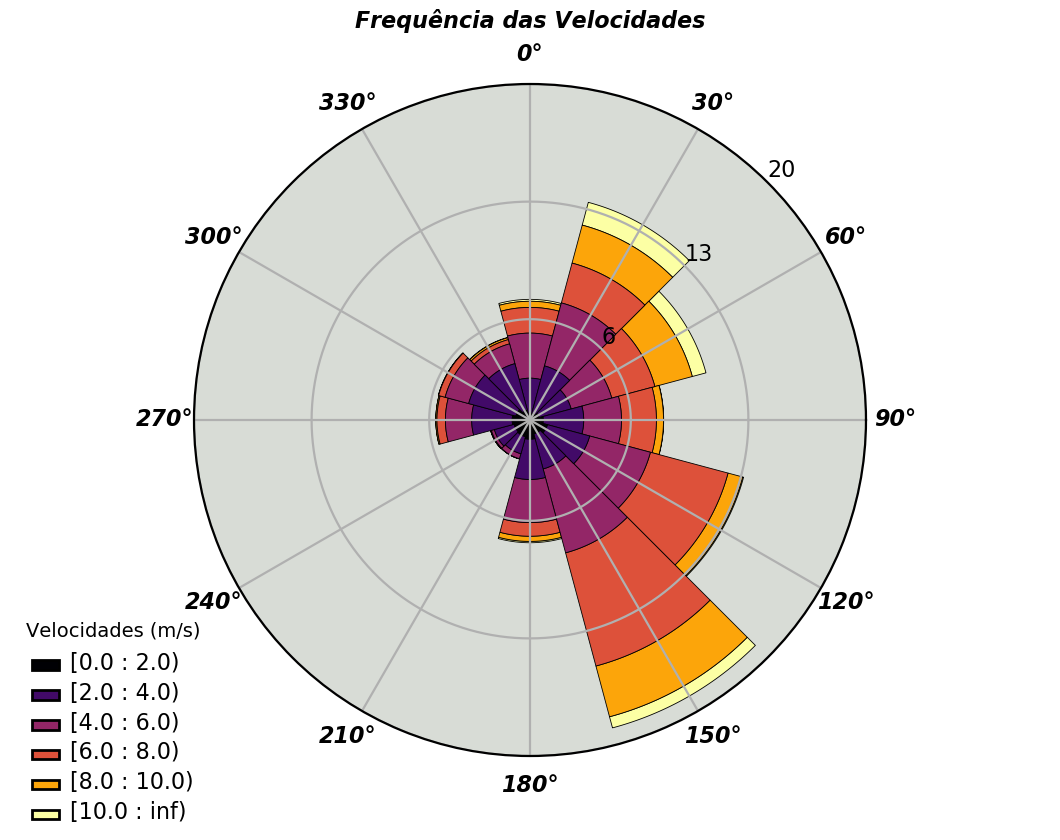 Frequência das Velocidades
0°
330°
30°
20
300°
60°
13
6
270°
90°
240°
120°
210°
150°
180°
Velocidades (m/s)
[0.0 : 2.0)
[2.0 : 4.0)
[4.0 : 6.0)
[6.0 : 8.0)
[8.0 : 10.0)
[10.0 : inf)